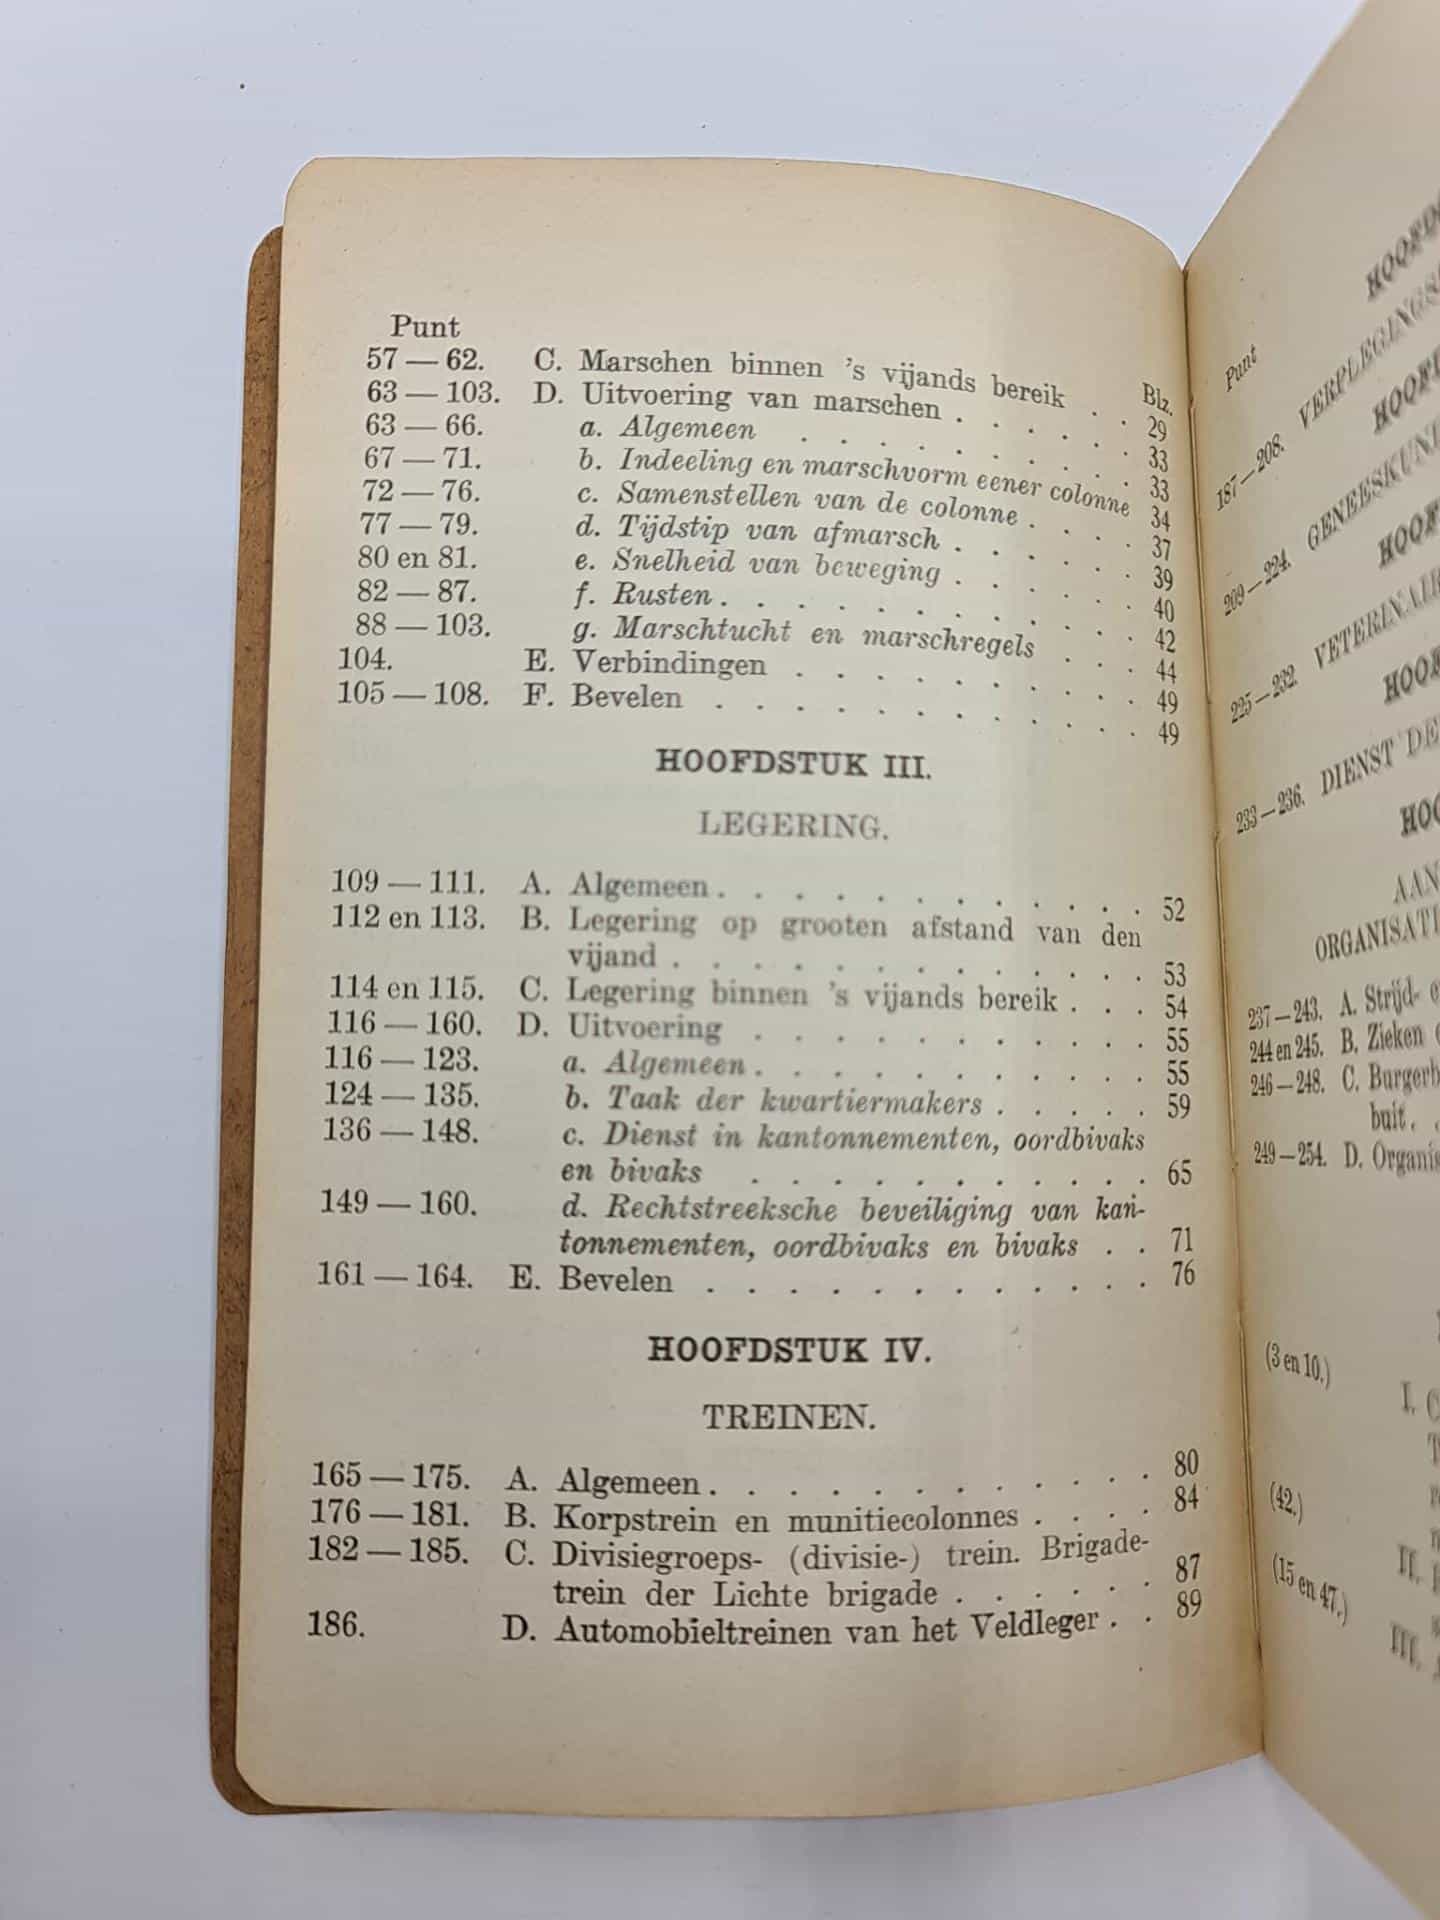 Punt
Blz.
57 — 62. C. Marschen binnen 's vijands bereik . . 29
63 — 103. D. Uitvoering van marschen . . . . . . 33
63 — 66. a. Algemeen . . . . . . . . . 33
67 — 71. b. Indeeling en marschvorm eener colonne 34
72 — 76. c. Samenstellen van de colonne . . . . 37
77 — 79. d. Tijdstip van afmarsch . . . . . . 39
80 en 81. e. Snelheid van beweging . . . . . . 40
82 — 87. f. Rusten . . . . . . . . . . . 42
88 — 103. g. Marschtucht en marschregels . . . 44
104. E. Verbindingen . . . . . . . . . 49
105 — 108. F. Bevelen . . . . . . . . . . . 49
HOOFDSTUK III.
LEGERING.
109 — 111. A. Algemeen . . . . . . . . . . . 52
112 en 113. B. Legering op grooten afstand van den
vijand . . . . . . . . . . . . 53
114 en 115. C. Legering binnen 's vijands bereik . . . 54
116 — 160. D. Uitvoering . . . . . . . . . . 55
116 — 123. a. Algemeen . . . . . . . . . . 55
124 — 135. b. Taak der kwartiermakers . . . . . 59
136 — 148. c. Dienst in kantonnementen, oordbivaks
en bivaks . . . . . . . . . . 65
149 — 160. d. Rechtstreeksche beveiliging van kan-
tonnementen, oordbivaks en bivaks . . 71
161 — 164. E. Bevelen . . . . . . . . . . . 76
HOOFDSTUK IV.
TREINEN.
165 — 175. A. Algemeen . . . . . . . . . . . 80
176 — 181. B. Korpstrein en munitiecolonnes . . . . 84
182 — 185. C. Divisiegroeps- (divisie-) trein. Brigade-
trein der Lichte brigade . . . . . . 87
186. D. Automobieltreinen van het Veldleger . . 89
Punt
187 — 208.
209 — 224.
225 — 232.
233 — 236. DIENST
237 — 243. A. Strijd-
244 en 245. B. Zieken
246 — 248. C.
buit. .
249 — 254. D.
(3 en 10.)
I.
(42.)
II.
(15 en 47.)
III.